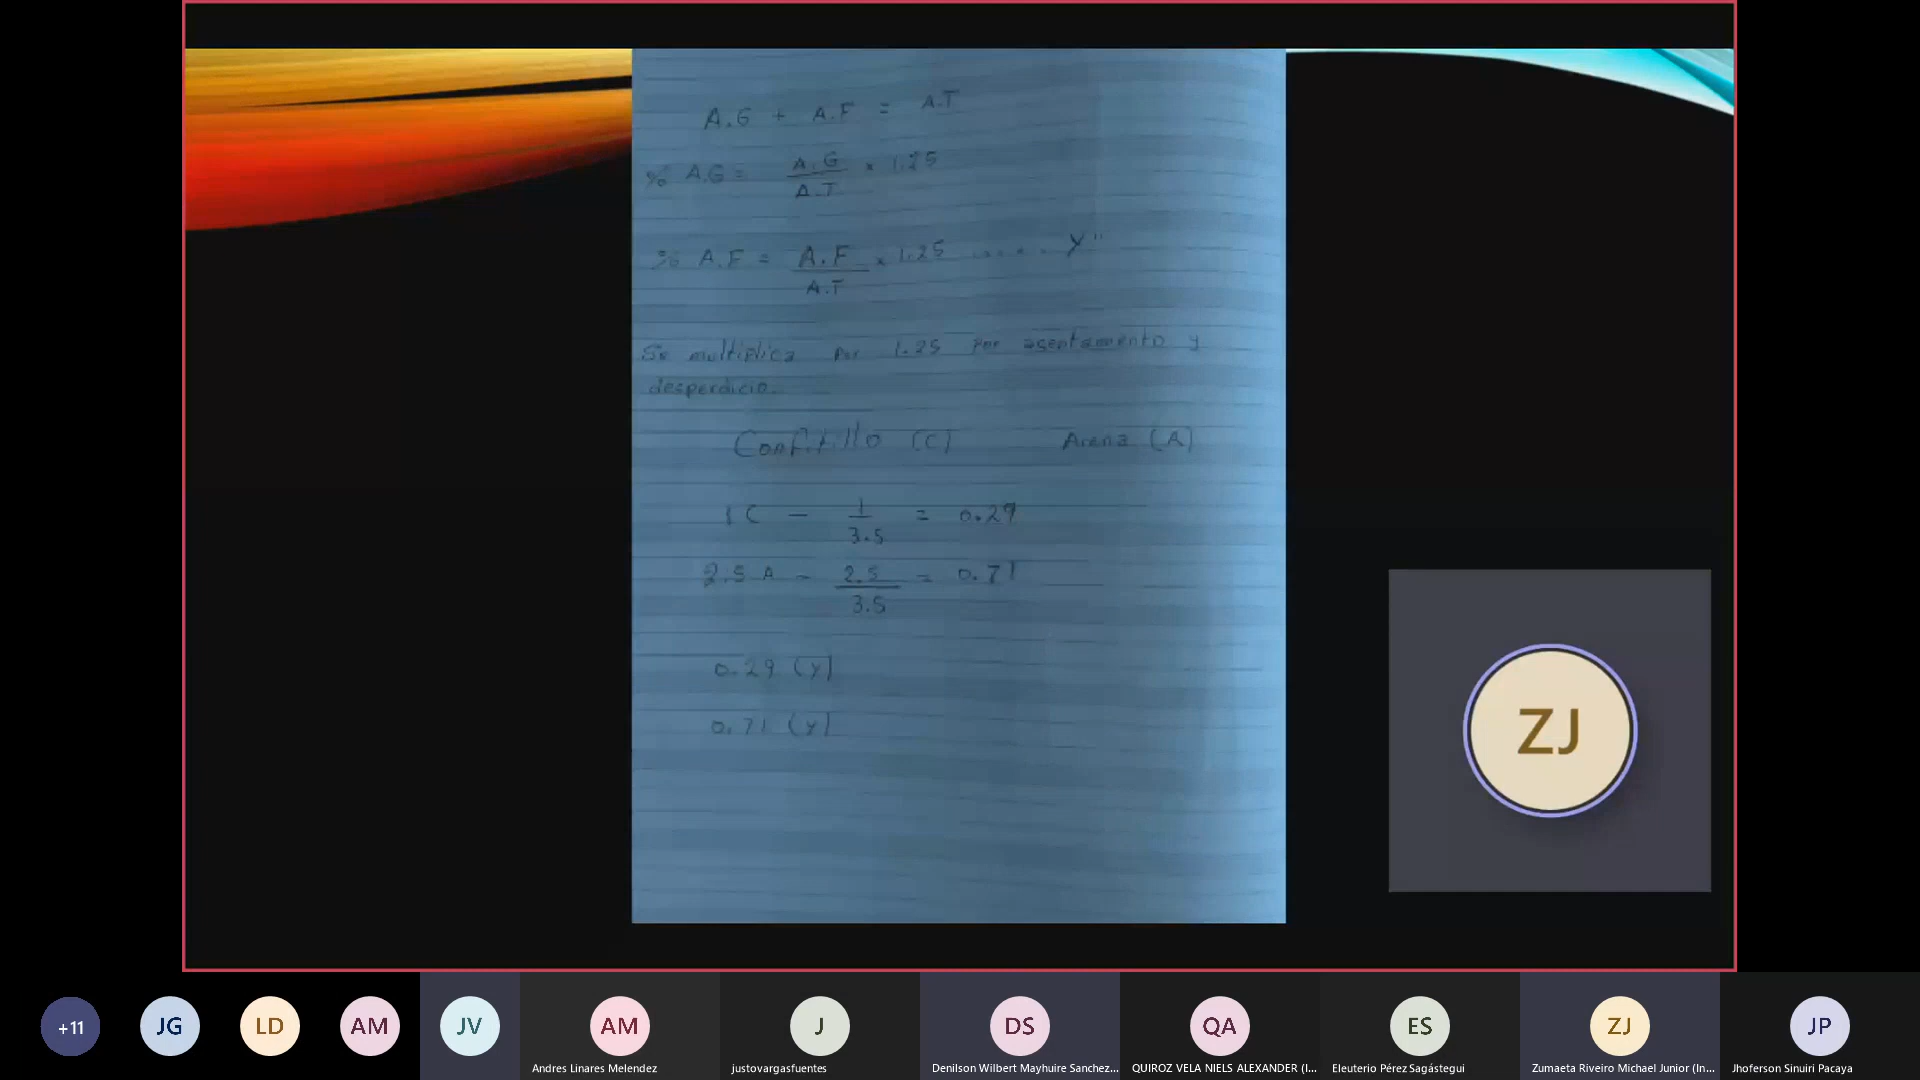 A.G + A.F = A.T
% A.G = A.G / A.T × 1.25
% A.F = A.F / A.T × 1.25 ..... Y"
Se multiplica por 1.25 por asentamento y
desperdicio.
Confitillo (C) Arena (A)
1 C - 1 / 3.5 = 0.29
2.5 A - 2.5 / 3.5 = 0.71
0.29 (y)
0.71 (y)
ZJ
+11
JG
LD
AM
JV
AM
Andres Linares Melendez
J
justovargasfuentes
DS
Denilson Wilbert Mayhuire Sanchez...
QA
QUIROZ VELA NIELS ALEXANDER (I...
ES
Eleuterio Pérez Sagástegui
ZJ
Zumaeta Riveiro Michael Junior (In...
JP
Jhoferson Sinuiri Pacaya